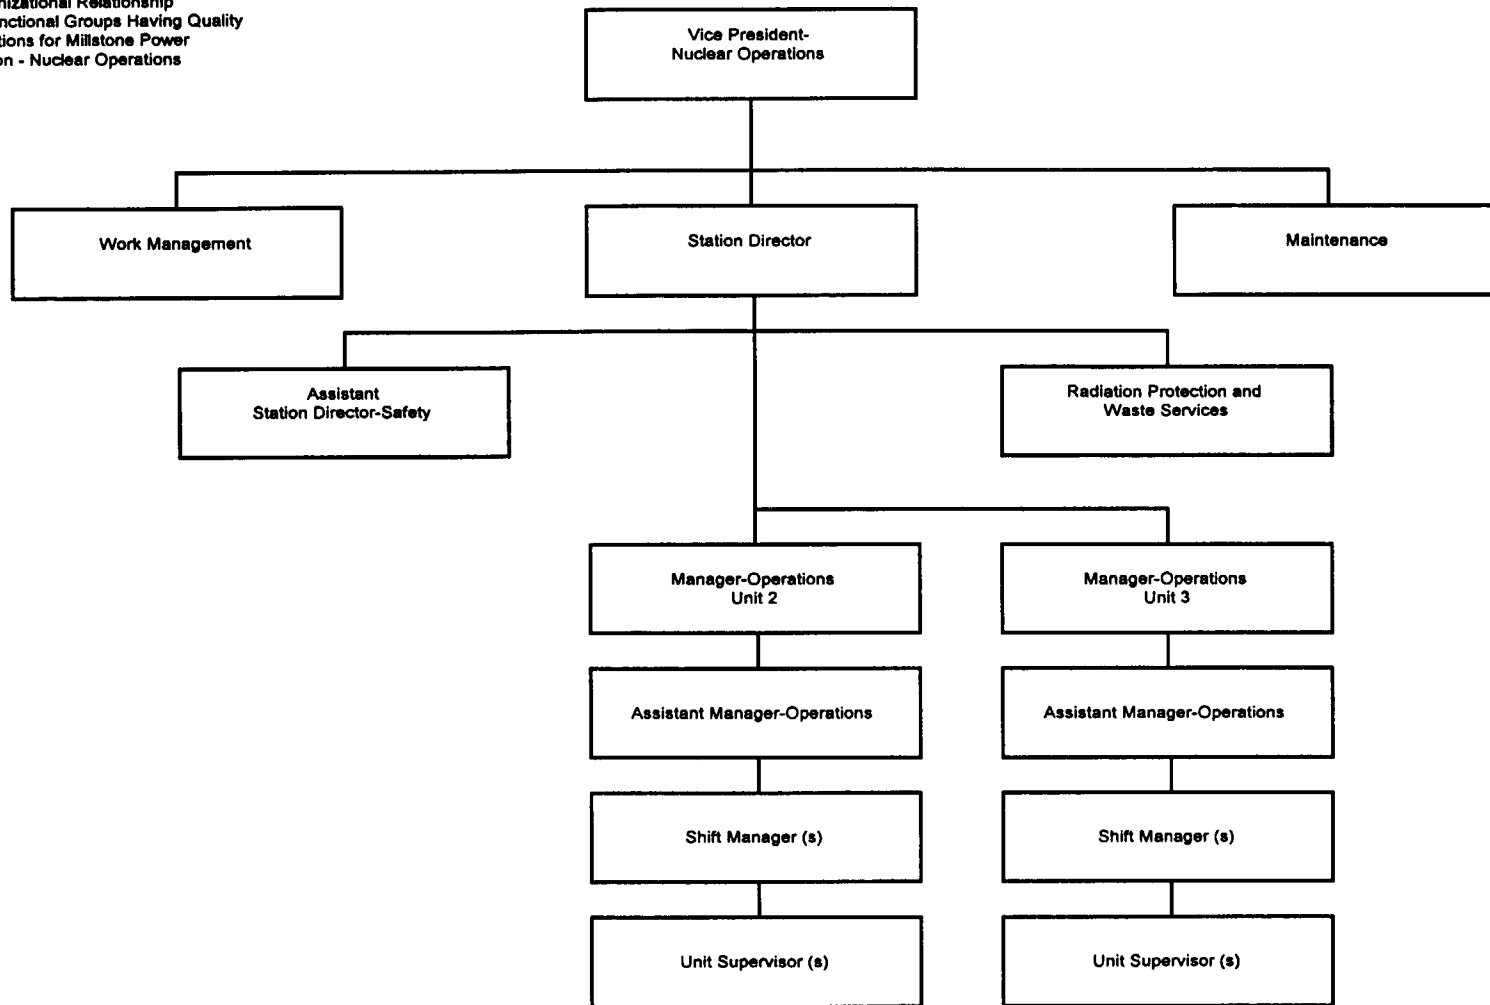 nizational Relationship
nctional Groups Having Quality
tions for Millstone Power
on - Nuclear Operations
Vice President-
Nuclear Operations
Work Management
Station Director
Maintenance
Assistant
Station Director-Safety
Radiation Protection and
Waste Services
Manager-Operations
Unit 2
Manager-Operations
Unit 3
Assistant Manager-Operations
Assistant Manager-Operations
Shift Manager (s)
Shift Manager (s)
Unit Supervisor (s)
Unit Supervisor (s)